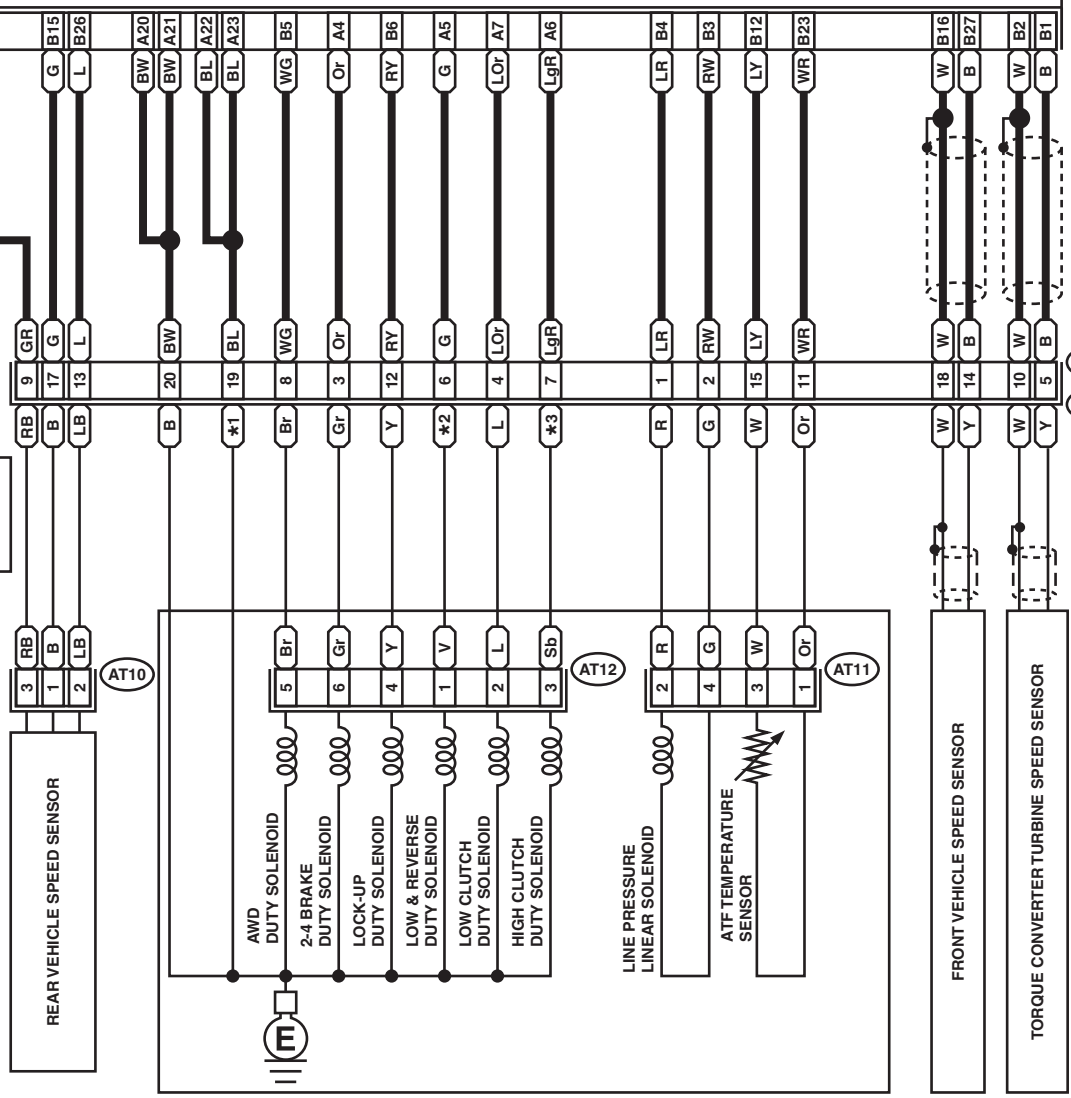 B15 B26 A20 A21 A22 A23 B5 A4 B6 A5 A7 A6 B4 B3 B12 B23 B16 B27 B2 B1
G L BW BW BL BL WG Or RY G LOr LgR LR RW LY WR W B W B
GR G L BW BL WG Or RY G LOr LgR LR RW LY WR W B W B
9 17 13 20 19 8 3 12 6 4 7 1 2 15 11 18 14 10 5
RB B LB B *1 Br Gr Y *2 L *3 R G W Or W Y W Y
RB B LB Br Gr Y V L Sb R G W Or
3 1 2 AT10 5 6 4 1 2 3 AT12 2 4 3 1 AT11
REAR VEHICLE SPEED SENSOR
AWD
DUTY SOLENOID
2-4 BRAKE
DUTY SOLENOID
LOCK-UP
DUTY SOLENOID
LOW & REVERSE
DUTY SOLENOID
LOW CLUTCH
DUTY SOLENOID
HIGH CLUTCH
DUTY SOLENOID
LINE PRESSURE
LINEAR SOLENOID
ATF TEMPERATURE
SENSOR
FRONT VEHICLE SPEED SENSOR
TORQUE CONVERTER TURBINE SPEED SENSOR
E